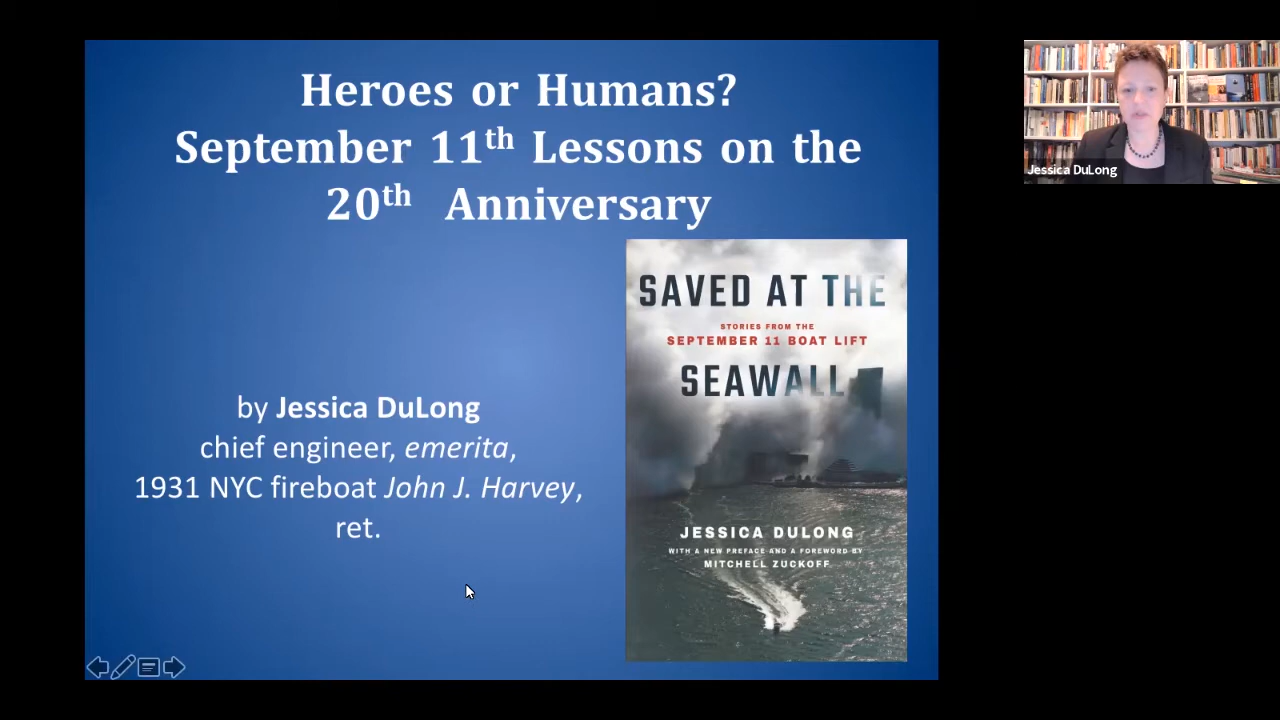 Heroes or Humans?
September 11th Lessons on the
20th Anniversary
by Jessica DuLong
chief engineer, emerita,
1931 NYC fireboat John J. Harvey,
ret.
SAVED AT THE
STORIES FROM THE
SEPTEMBER 11 BOAT LIFT
SEAWALL
JESSICA DULONG
WITH A NEW PREFACE AND A FOREWORD BY
MITCHELL ZUCKOFF
Jessica DuLong